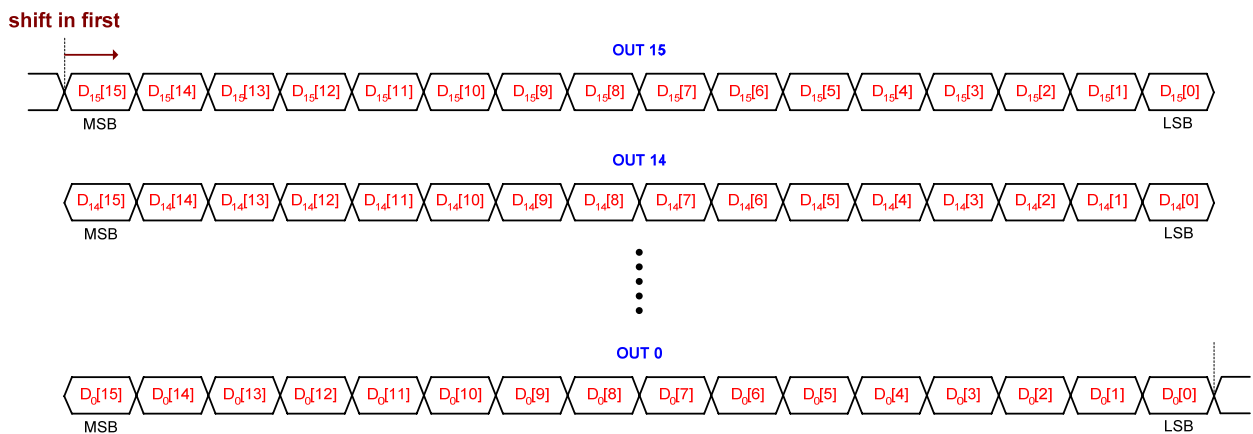 shift in first
OUT 15
D15[15] D15[14] D15[13] D15[12] D15[11] D15[10] D15[9] D15[8] D15[7] D15[6] D15[5] D15[4] D15[3] D15[2] D15[1] D15[0]
MSB LSB
OUT 14
D14[15] D14[14] D14[13] D14[12] D14[11] D14[10] D14[9] D14[8] D14[7] D14[6] D14[5] D14[4] D14[3] D14[2] D14[1] D14[0]
MSB LSB
OUT 0
D0[15] D0[14] D0[13] D0[12] D0[11] D0[10] D0[9] D0[8] D0[7] D0[6] D0[5] D0[4] D0[3] D0[2] D0[1] D0[0]
MSB LSB